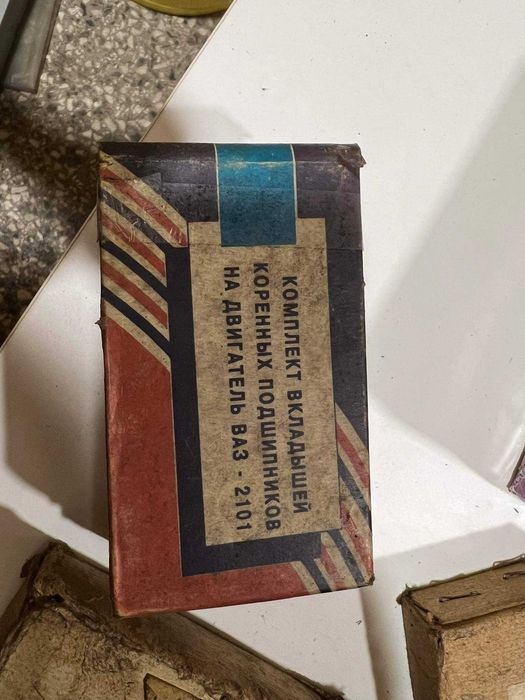 КОМПЛЕКТ ВКЛАДЫШЕЙ
КОРЕННЫХ ПОДШИПНИКОВ
НА ДВИГАТЕЛЬ ВАЗ - 2101